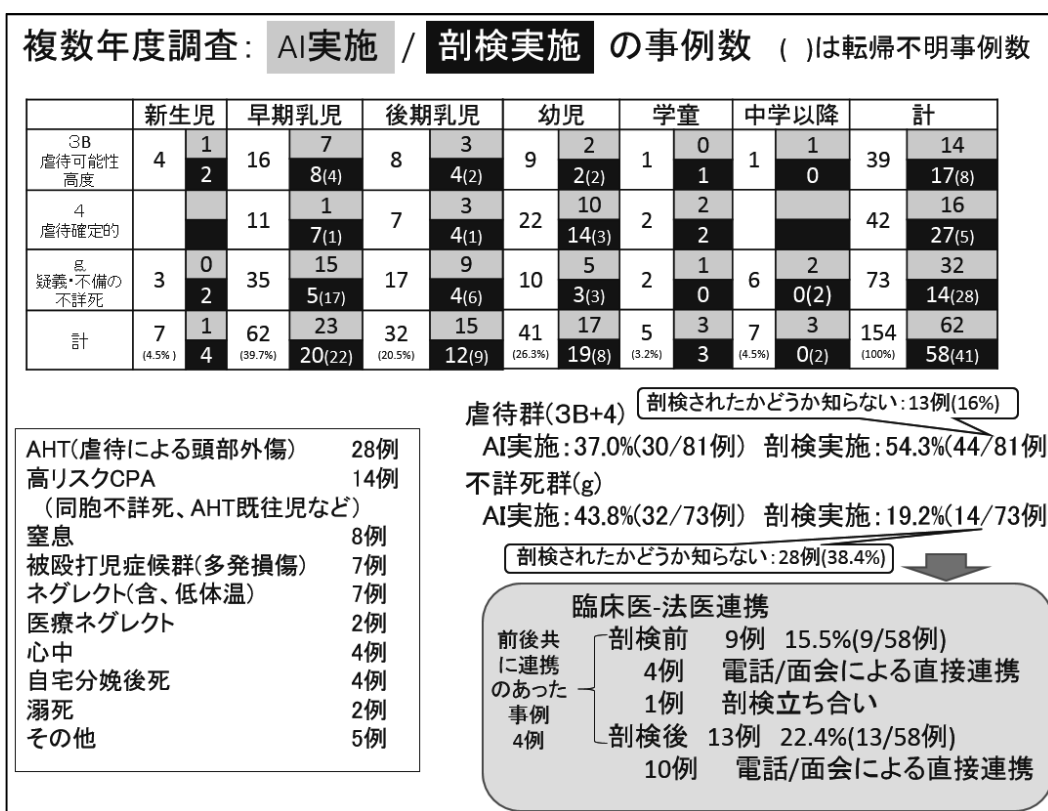 複数年度調査： AI実施 / 剖検実施 の事例数 ( )は転帰不明事例数
新生児 早期乳児 後期乳児 幼児 学童 中学以降 計
3B 虐待可能性 高度 4 1 2 16 7 8(4) 8 3 4(2) 9 2 2(2) 1 0 1 1 1 0 39 14 17(8)
4 虐待確定的 11 1 7(1) 7 3 4(1) 22 10 14(3) 2 2 2 42 16 27(5)
g 疑義・不備の 不詳死 3 0 2 35 15 5(17) 17 9 4(6) 10 5 3(3) 2 1 0 6 2 0(2) 73 32 14(28)
計 7 (4.5%) 1 4 62 (39.7%) 23 20(22) 32 (20.5%) 15 12(9) 41 (26.3%) 17 19(8) 5 (3.2%) 3 3 7 (4.5%) 3 0(2) 154 (100%) 62 58(41)
AHT(虐待による頭部外傷) 28例
高リスクCPA 14例
(同胞不詳死、AHT既往児など)
窒息 8例
被殴打児症候群(多発損傷) 7例
ネグレクト(含、低体温) 7例
医療ネグレクト 2例
心中 4例
自宅分娩後死 4例
溺死 2例
その他 5例
虐待群(3B+4) 剖検されたかどうか知らない：13例(16%)
AI実施：37.0%(30/81例) 剖検実施：54.3%(44/81例
不詳死群(g)
AI実施：43.8%(32/73例) 剖検実施：19.2%(14/73例
剖検されたかどうか知らない：28例(38.4%)
臨床医-法医連携
前後共
に連携
のあった
事例
4例
剖検前 9例 15.5%(9/58例)
4例 電話/面会による直接連携
1例 剖検立ち合い
剖検後 13例 22.4%(13/58例)
10例 電話/面会による直接連携